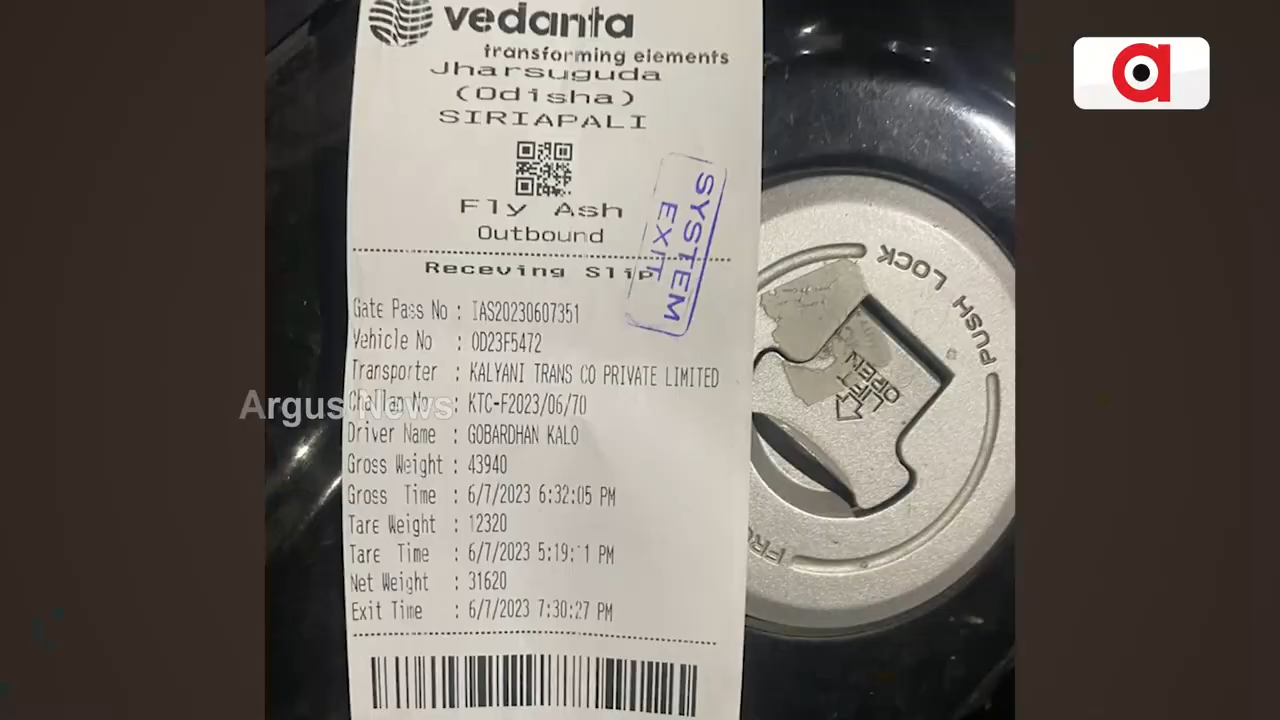 vedanta
transforming elements
Jharsuguda
(Odisha)
SIRIAPALI
Fly Ash
Outbound
SYSTEM
EXIT
Receving Slip
Gate Pass No : IAS20230607351
Vehicle No : OD23F5472
Transporter : KALYANI TRANS CO PRIVATE LIMITED
Challan No : KTC-F2023/06/70
Driver Name : GOBARDHAN KALO
Gross Weight : 43940
Gross Time : 6/7/2023 6:32:05 PM
Tare Weight : 12320
Tare Time : 6/7/2023 PM
Net Weight : 31620
Exit Time : 6/7/2023 7:30:27 PM
PUSH LOCK
LIFT
OPEN
Argus News
a